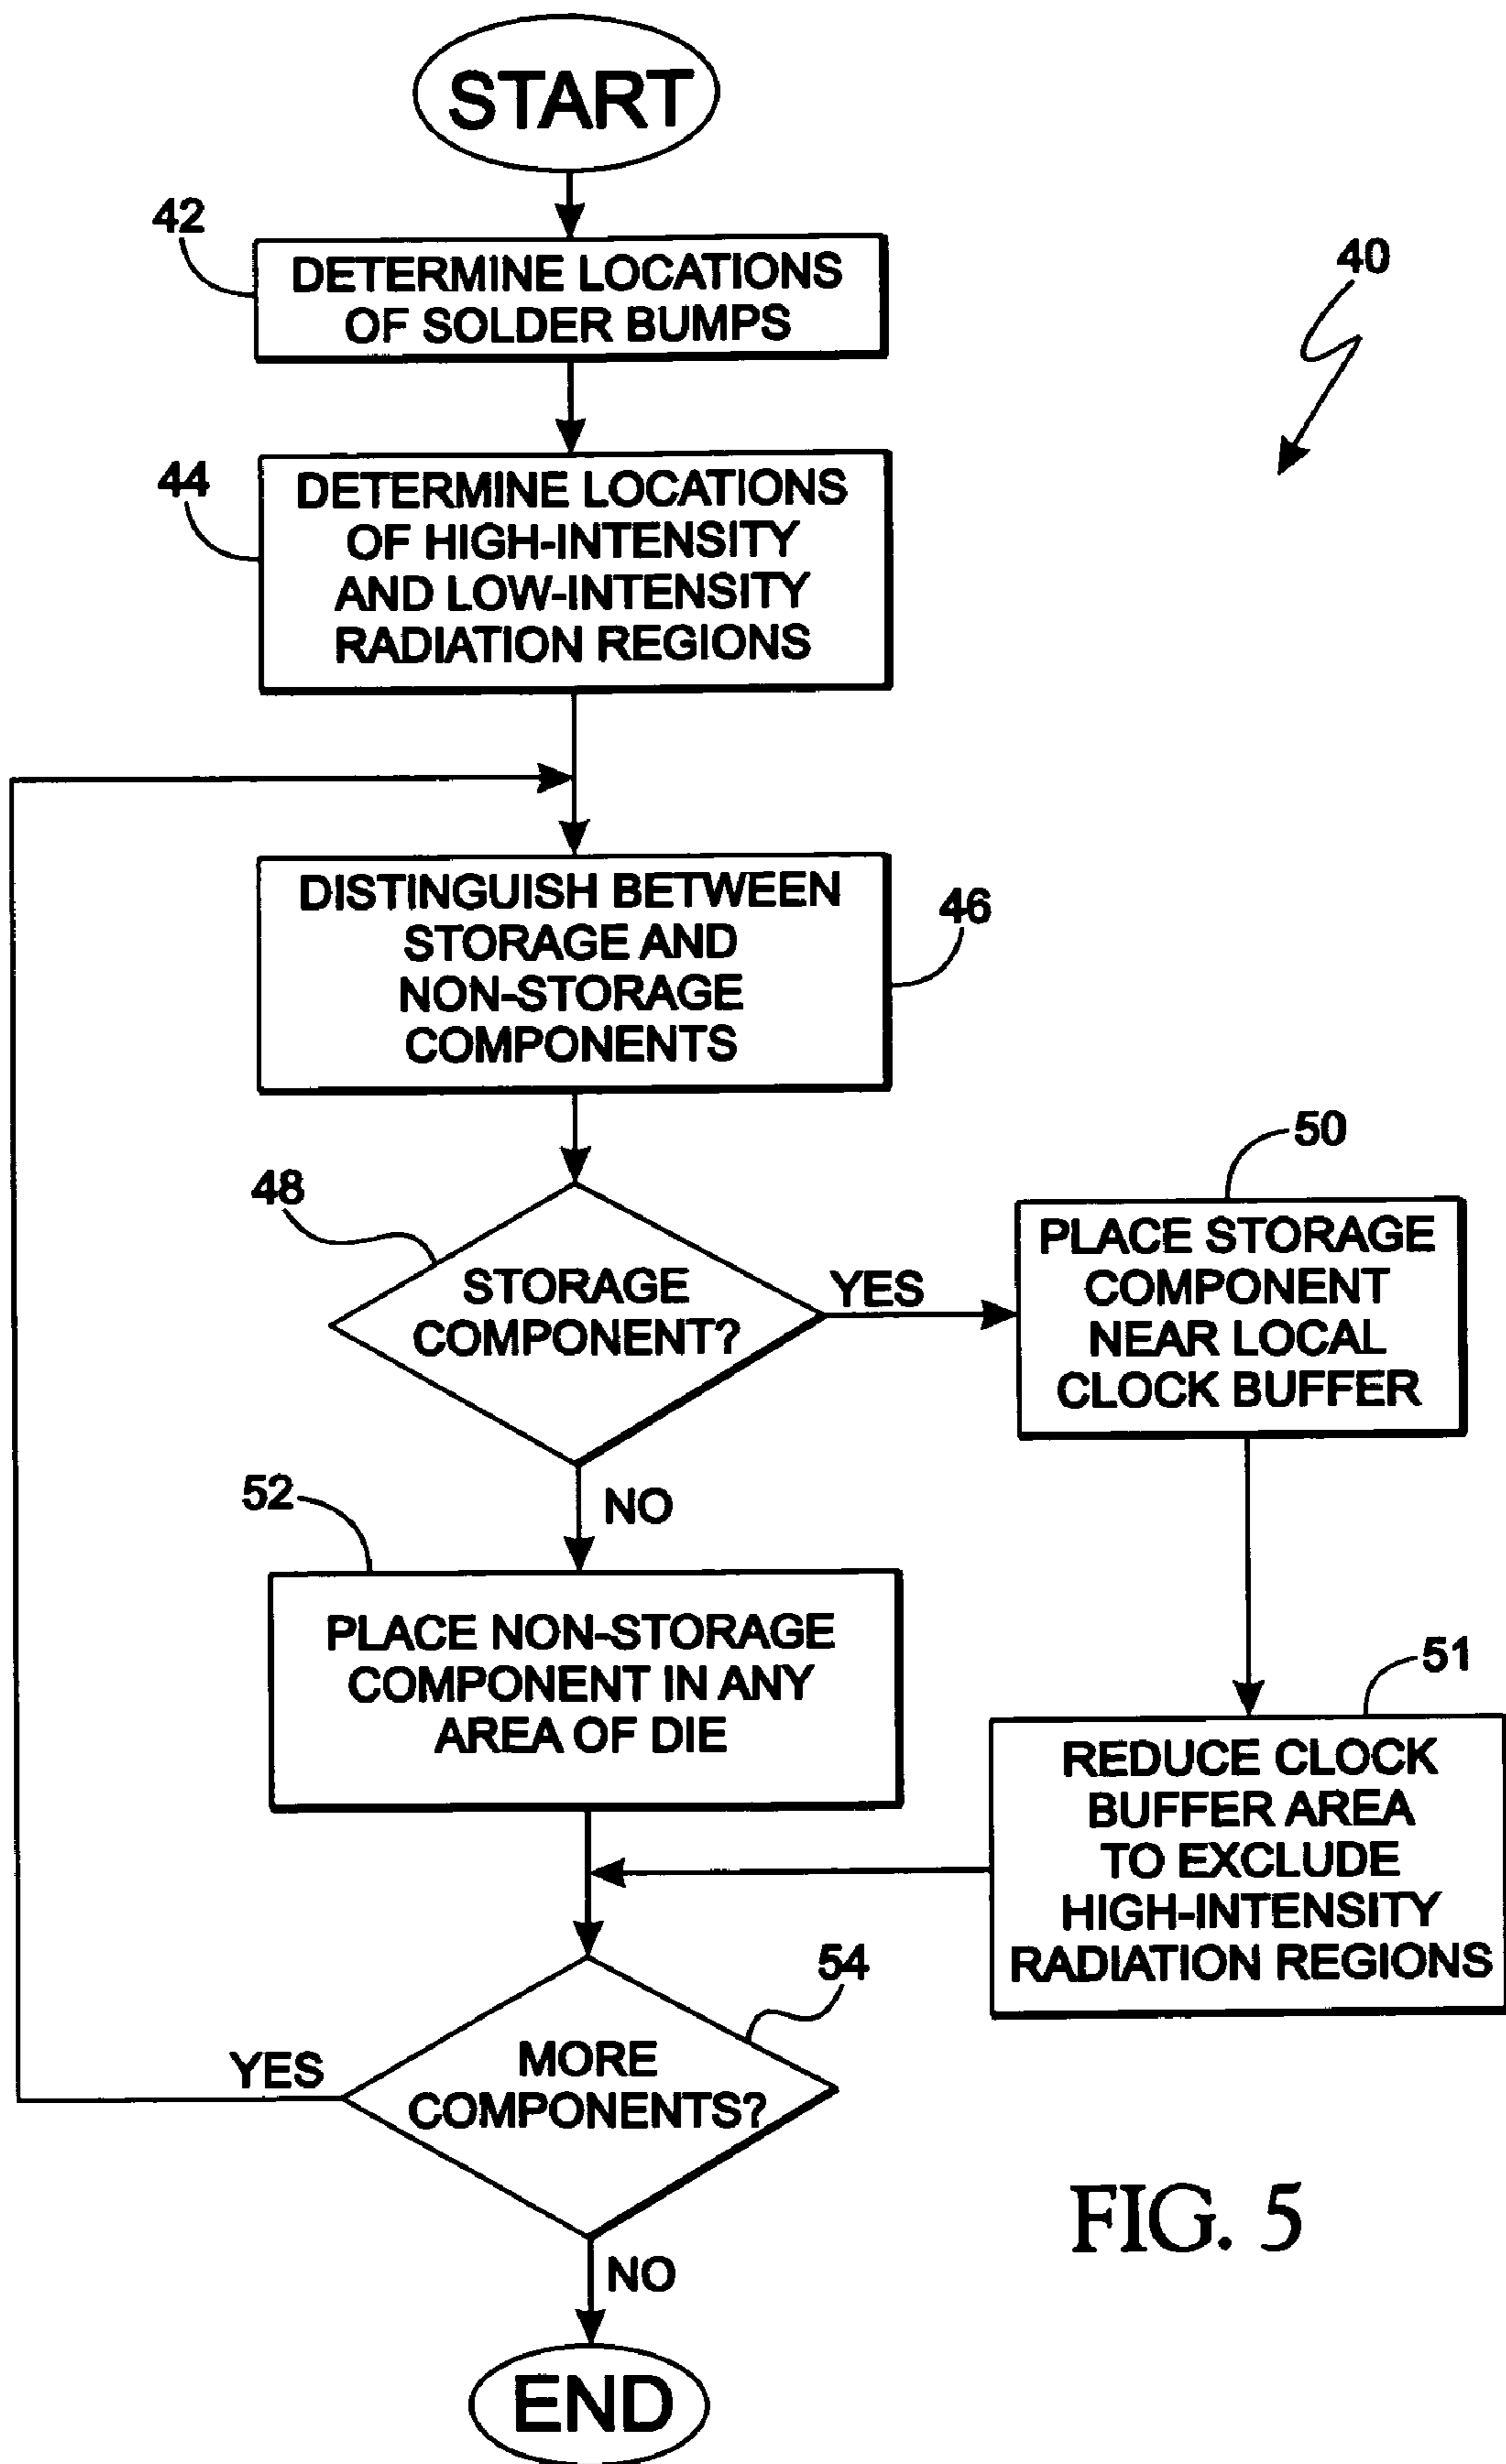 START
42
DETERMINE LOCATIONS
OF SOLDER BUMPS
40
44
DETERMINE LOCATIONS
OF HIGH-INTENSITY
AND LOW-INTENSITY
RADIATION REGIONS
DISTINGUISH BETWEEN
STORAGE AND
NON-STORAGE
COMPONENTS
46
48
STORAGE
COMPONENT?
YES
50
PLACE STORAGE
COMPONENT
NEAR LOCAL
CLOCK BUFFER
NO
52
PLACE NON-STORAGE
COMPONENT IN ANY
AREA OF DIE
51
REDUCE CLOCK
BUFFER AREA
TO EXCLUDE
HIGH-INTENSITY
RADIATION REGIONS
54
MORE
COMPONENTS?
YES
NO
END
FIG. 5